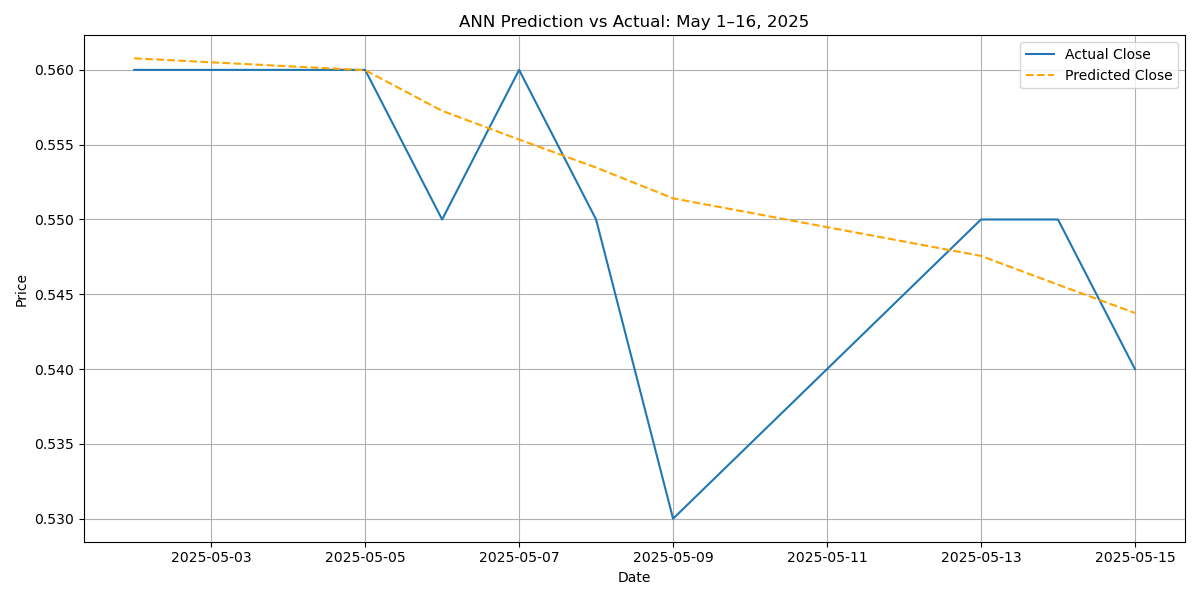 ANN Prediction vs Actual: May 1–16, 2025
Actual Close
Predicted Close
Price
0.560
0.555
0.550
0.545
0.540
0.535
0.530
2025-05-03 2025-05-05 2025-05-07 2025-05-09 2025-05-11 2025-05-13 2025-05-15
Date